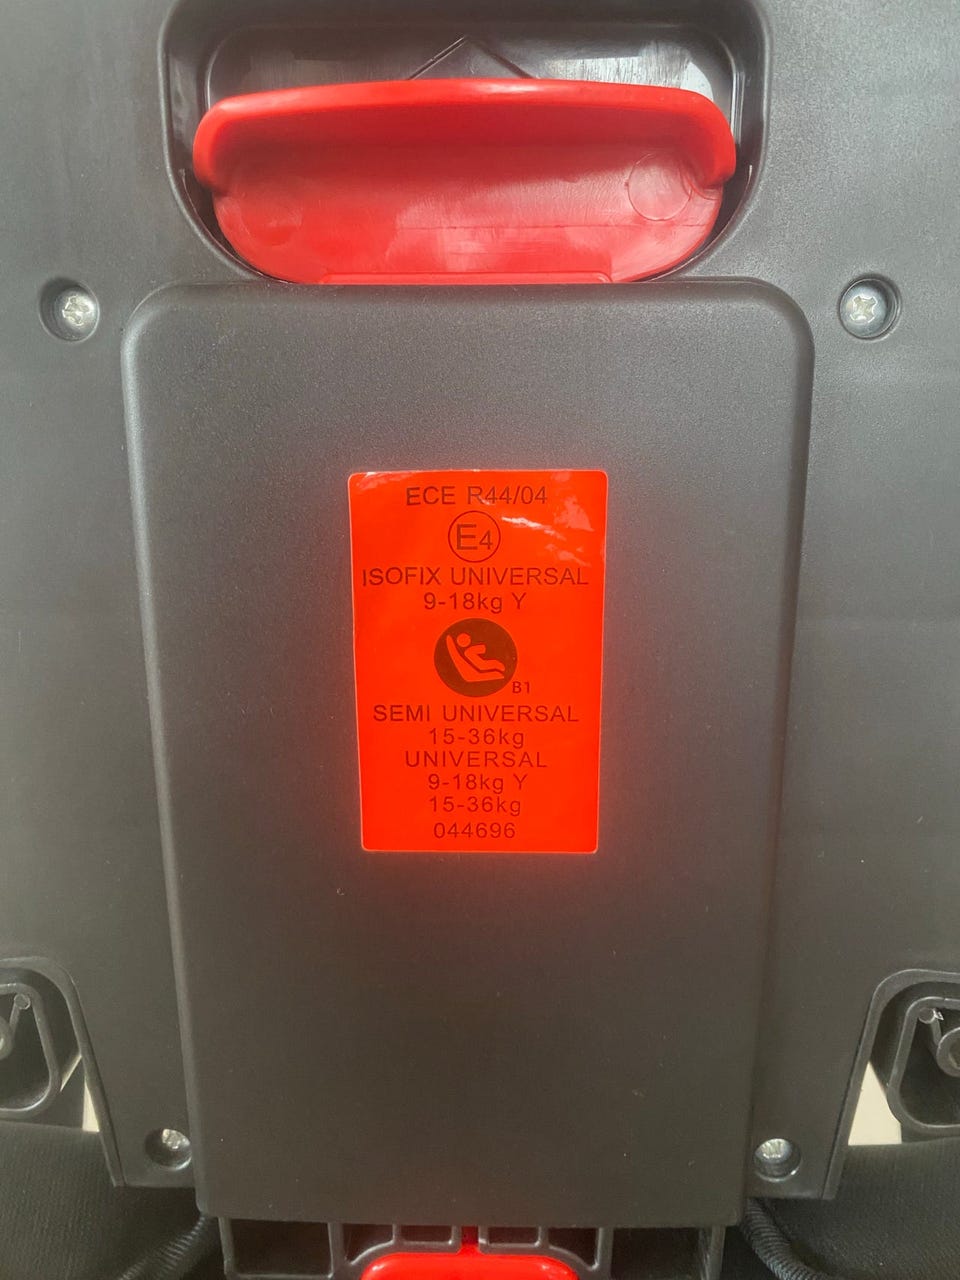 ECE R44/04
E4
ISOFIX UNIVERSAL
9-18kg Y
B1
SEMI UNIVERSAL
15-36kg
UNIVERSAL
9-18kg Y
15-36kg
044696